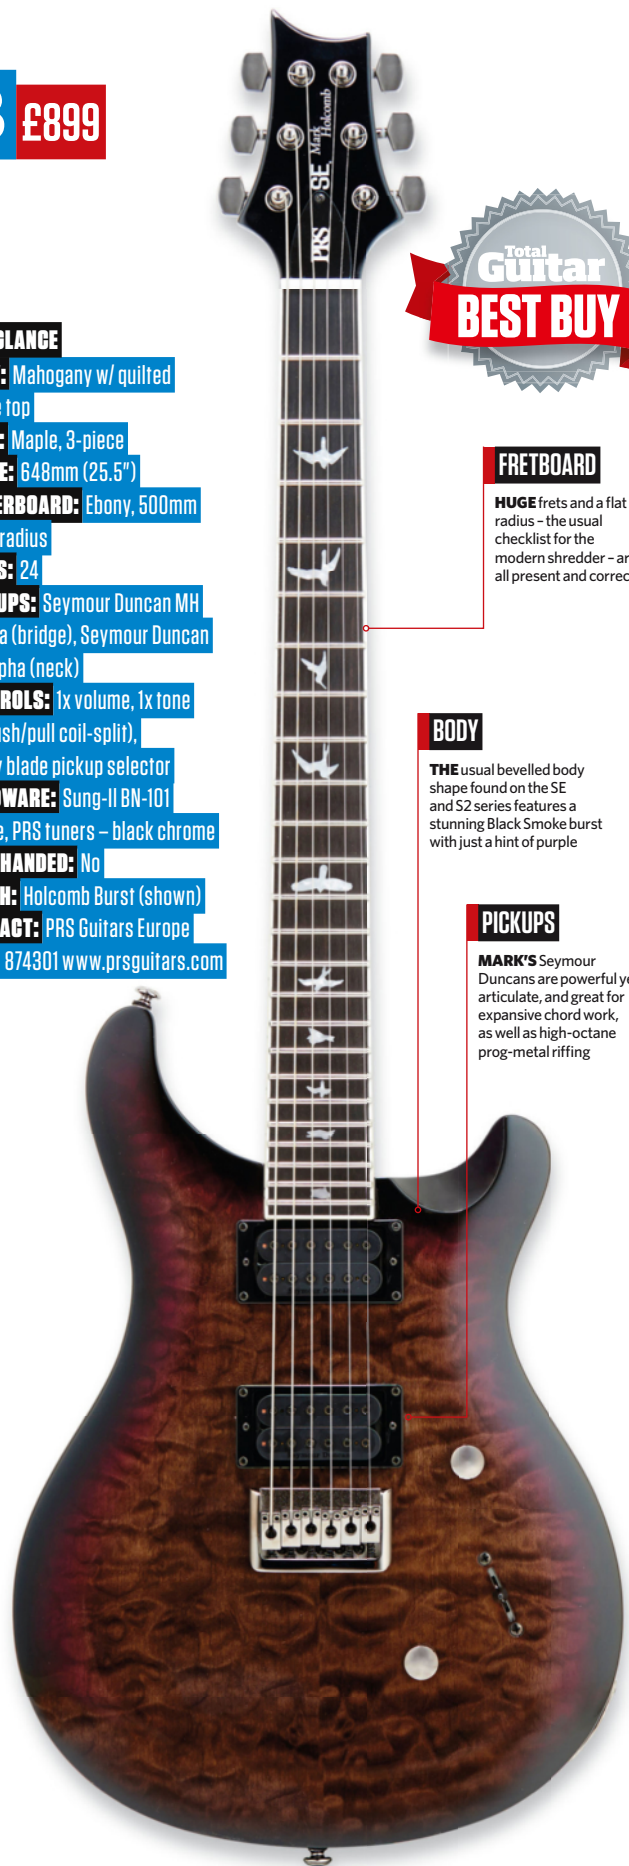 £899
PRS SE Mark Holcomb
Total
Guitar
BEST BUY
GLANCE
: Mahogany w/ quilted
top
: Maple, 3-piece
E: 648mm (25.5")
ERBOARD: Ebony, 500mm
radius
S: 24
UPS: Seymour Duncan MH
a (bridge), Seymour Duncan
pha (neck)
ROLS: 1x volume, 1x tone
ush/pull coil-split),
y blade pickup selector
DWARE: Sung-II BN-101
e, PRS tuners – black chrome
HANDED: No
H: Holcomb Burst (shown)
ACT: PRS Guitars Europe
874301 www.prsguitars.com
FRETBOARD
HUGE frets and a flat
radius – the usual
checklist for the
modern shredder – ar
all present and correc
BODY
THE usual bevelled body
shape found on the SE
and S2 series features a
stunning Black Smoke burst
with just a hint of purple
PICKUPS
MARK'S Seymour
Duncans are powerful ye
articulate, and great for
expansive chord work,
as well as high-octane
prog-metal riffing